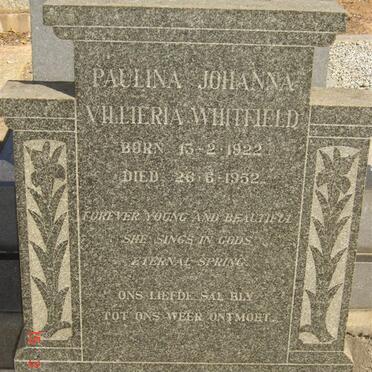 PAULINA JOHANNA
VILLIERIA WHITFIELD
BORN 13-2-1922
DIED 26-6-1952
FOREVER YOUNG AND BEAUTIFUL
SHE SINGS IN GODS
ETERNAL SPRING.
ONS LIEFDE SAL BLY
TOT ONS WEER ONTMOET.